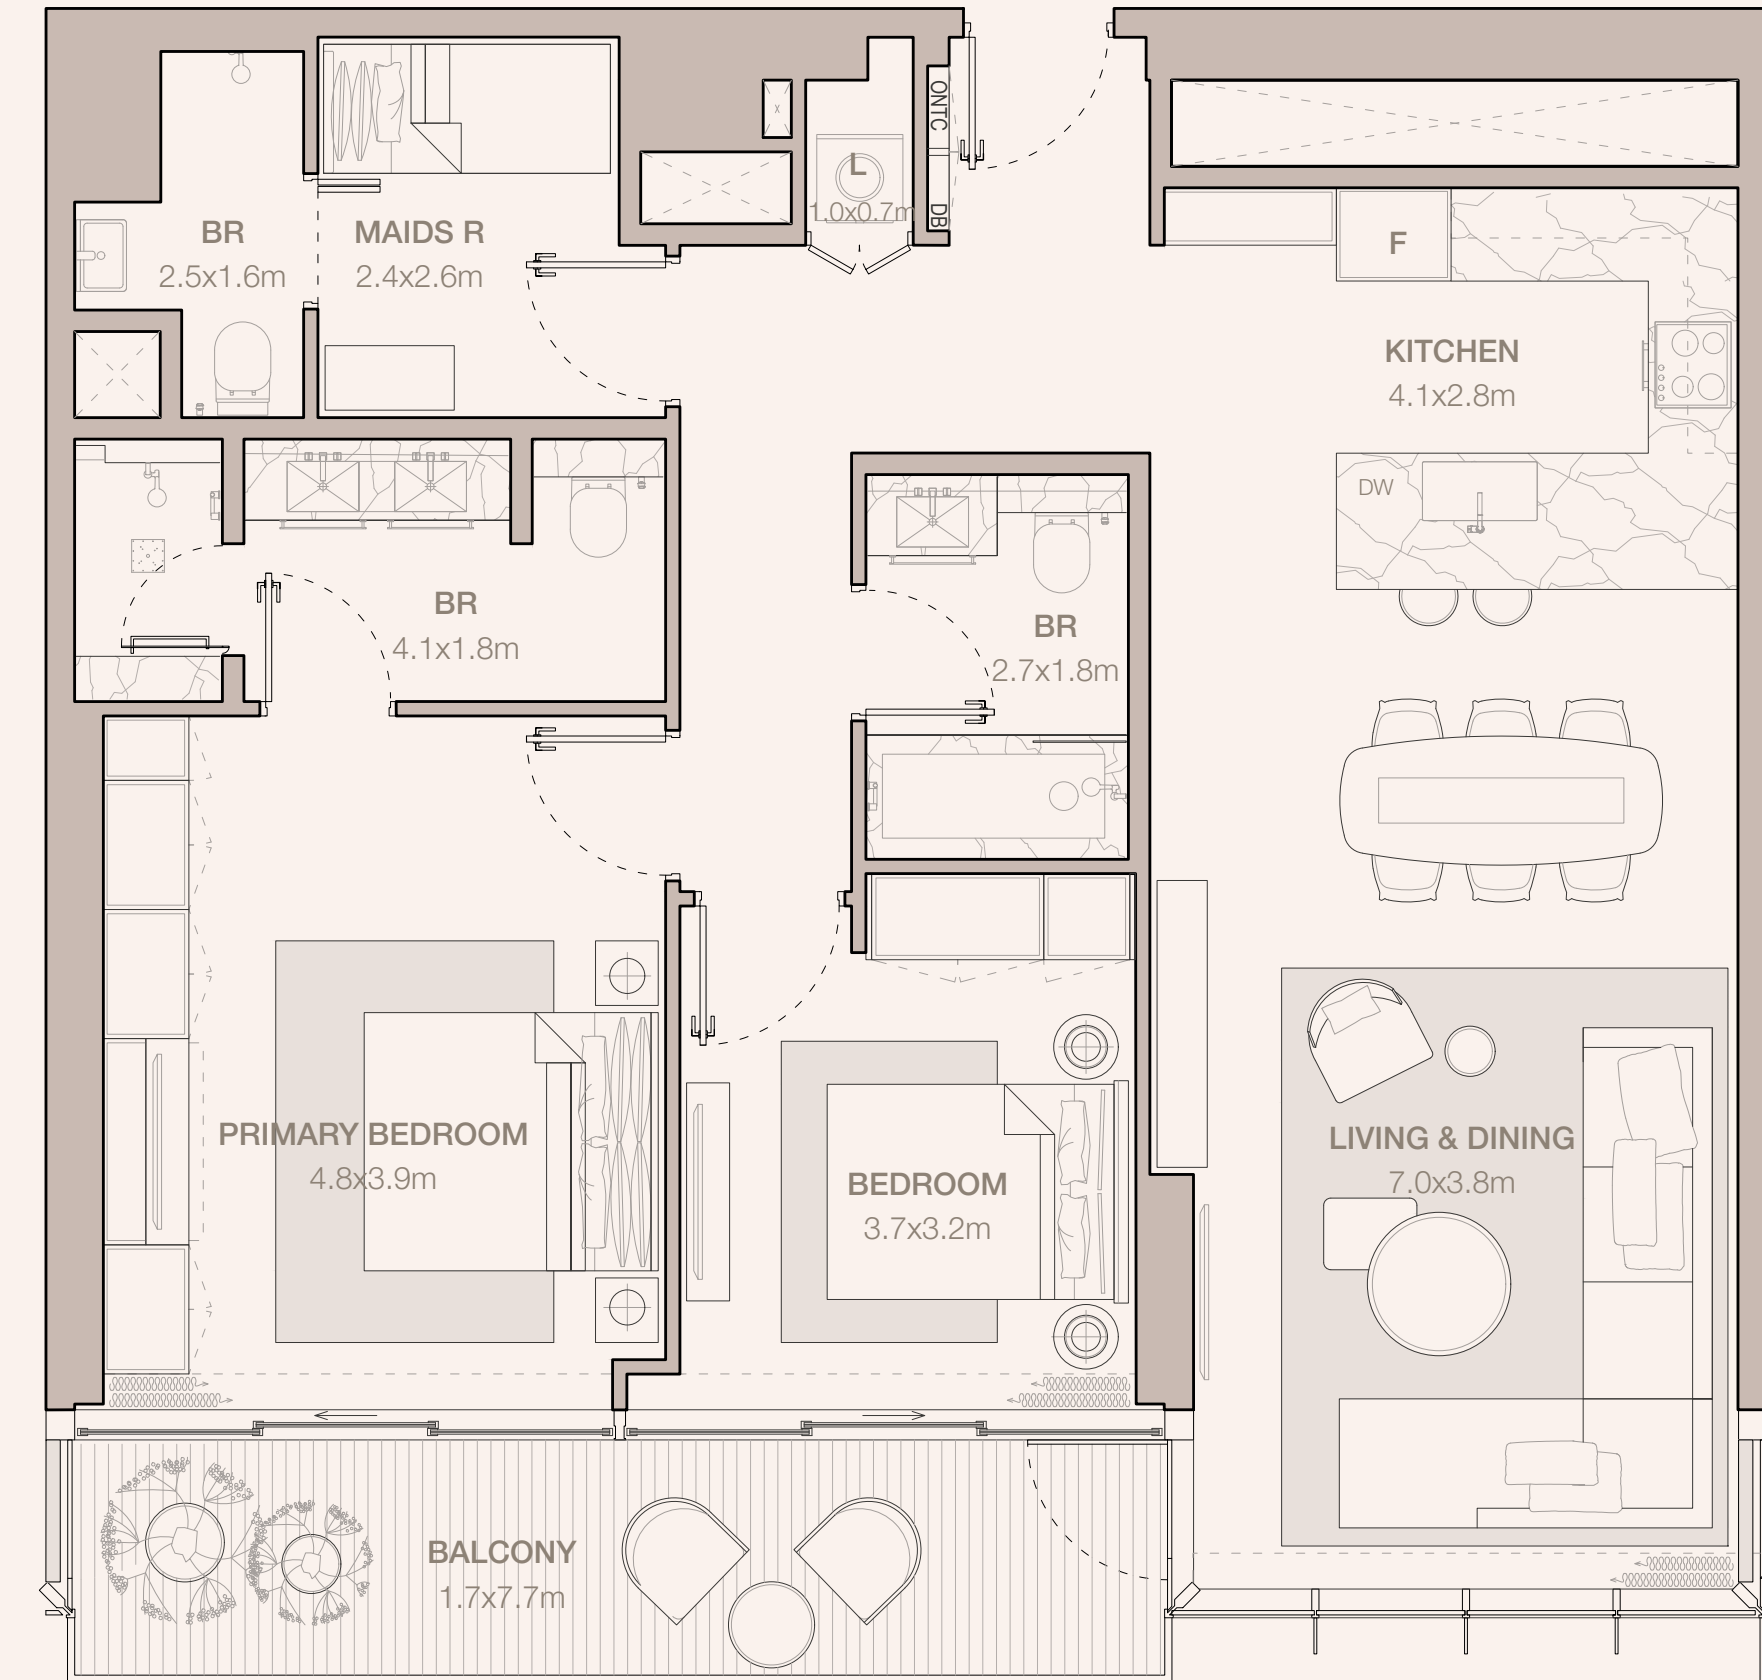 ONTC
L
1.0x0.7m
DB
BR
2.5x1.6m
MAIDS R
2.4x2.6m
F
KITCHEN
4.1x2.8m
DW
BR
4.1x1.8m
BR
2.7x1.8m
PRIMARY BEDROOM
4.8x3.9m
BEDROOM
3.7x3.2m
LIVING & DINING
7.0x3.8m
BALCONY
1.7x7.7m